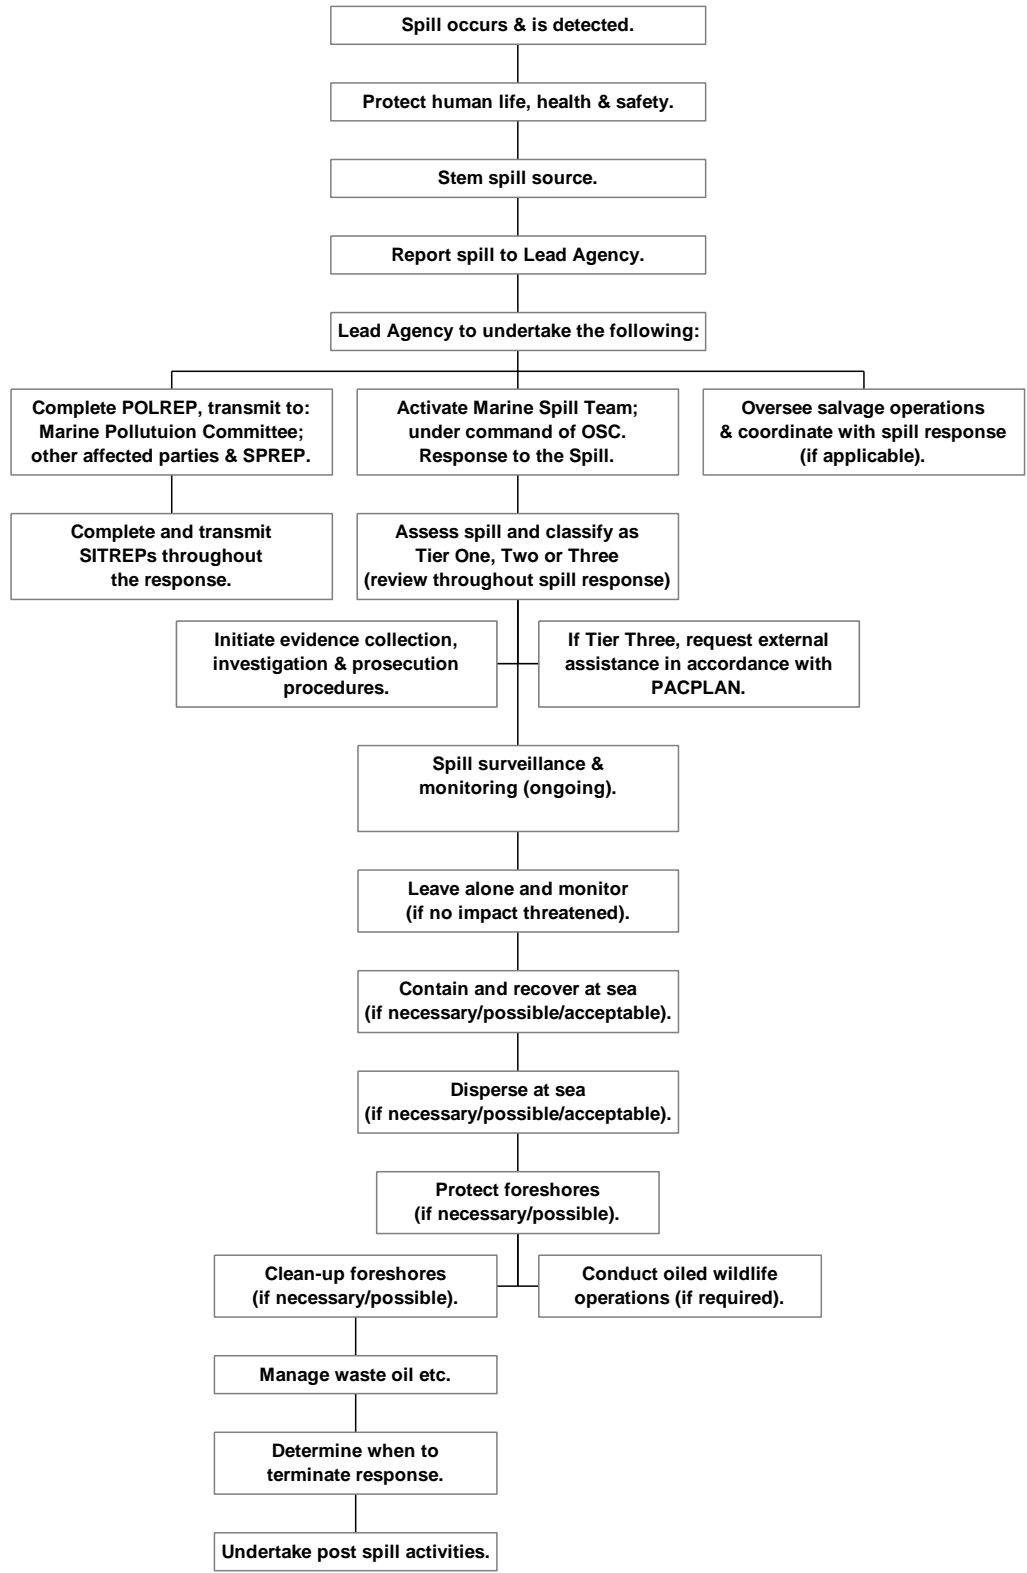 Spill occurs & is detected.
Protect human life, health & safety.
Stem spill source.
Report spill to Lead Agency.
Lead Agency to undertake the following:
Complete POLREP, transmit to:
Marine Pollutuion Committee;
other affected parties & SPREP.
Activate Marine Spill Team;
under command of OSC.
Response to the Spill.
Oversee salvage operations
& coordinate with spill response
(if applicable).
Complete and transmit
SITREPs throughout
the response.
Assess spill and classify as
Tier One, Two or Three
(review throughout spill response)
Initiate evidence collection,
investigation & prosecution
procedures.
If Tier Three, request external
assistance in accordance with
PACPLAN.
Spill surveillance &
monitoring (ongoing).
Leave alone and monitor
(if no impact threatened).
Contain and recover at sea
(if necessary/possible/acceptable).
Disperse at sea
(if necessary/possible/acceptable).
Protect foreshores
(if necessary/possible).
Clean-up foreshores
(if necessary/possible).
Conduct oiled wildlife
operations (if required).
Manage waste oil etc.
Determine when to
terminate response.
Undertake post spill activities.